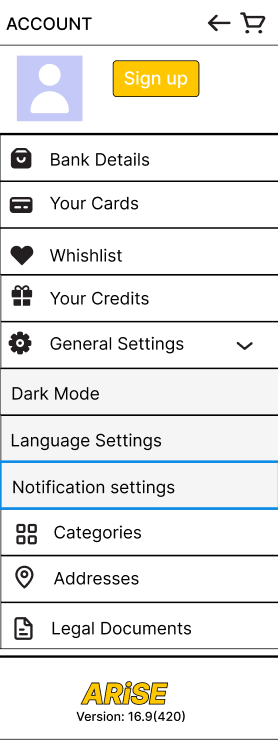 ACCOUNT
Sign up
Bank Details
Your Cards
Whishlist
Your Credits
General Settings
Dark Mode
Language Settings
Notification settings
Categories
Addresses
Legal Documents
ARiSE
Version: 16.9(420)